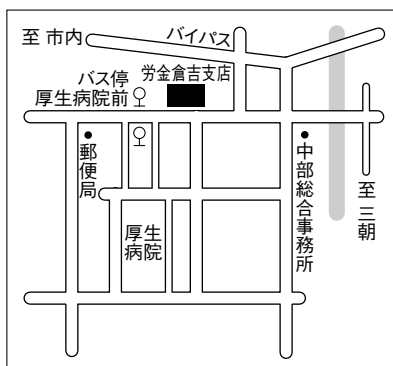 至 市内
バイパス
バス停
厚生病院前
労金倉吉支店
郵便局
中部総合事務所
至 三朝
厚生
病院